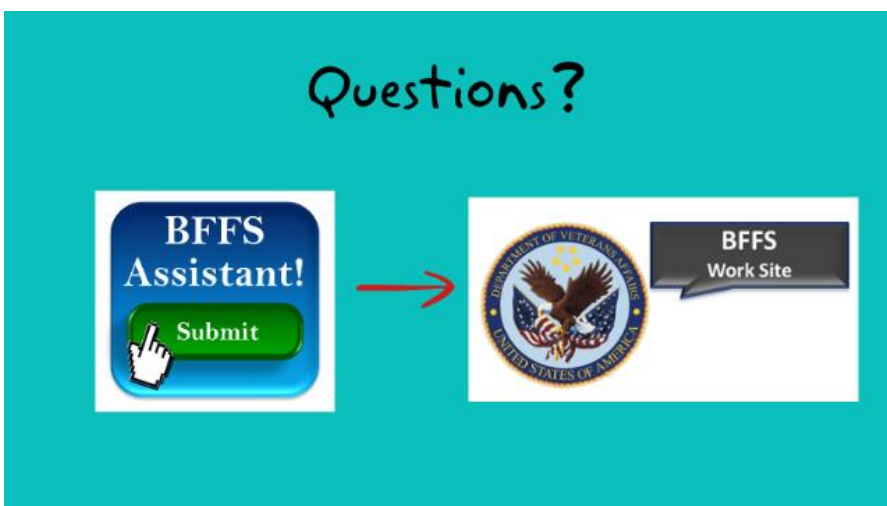 Questions?
BFFS
Assistant!
Submit
DEPARTMENT OF VETERANS AFFAIRS
UNITED STATES OF AMERICA
BFFS
Work Site